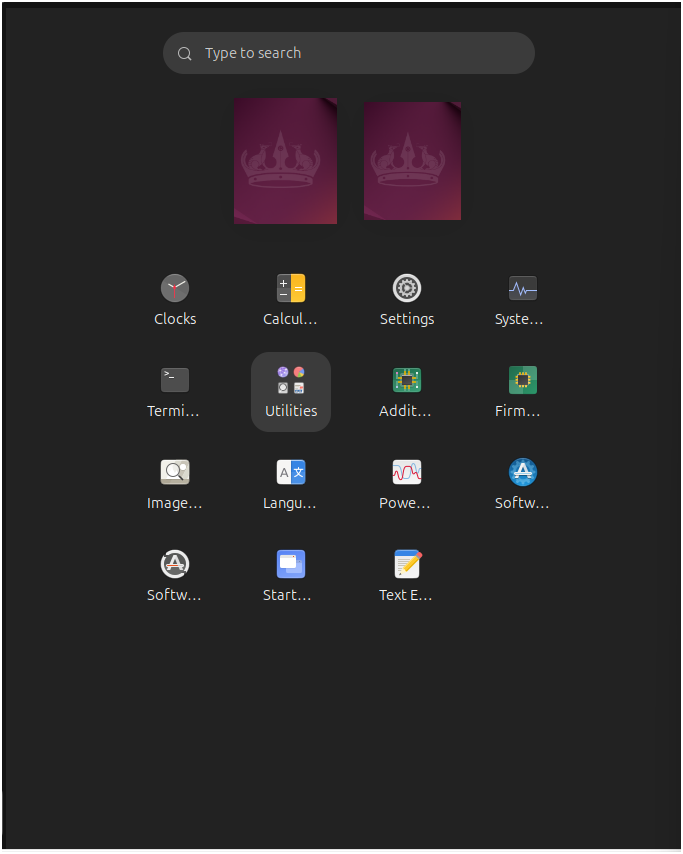 Type to search
Clocks
Calcul...
Settings
Syste...
Termi...
Utilities
Addit...
Firm...
Image...
Langu...
Powe...
Softw...
Softw...
Start...
Text E...